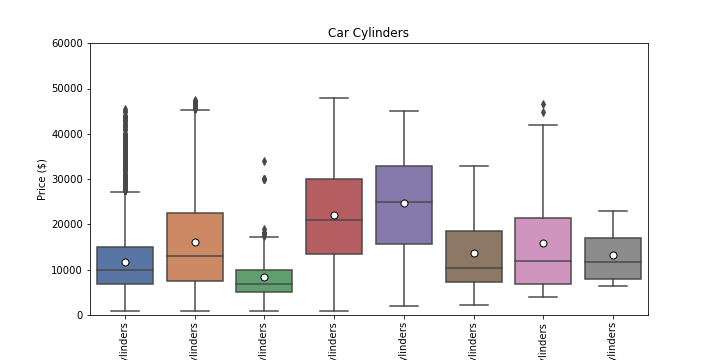 Car Cylinders
60000
50000
40000
30000
20000
10000
0
Price ($)
ylinders
ylinders
ylinders
ylinders
ylinders
ylinders
ylinders
ylinders